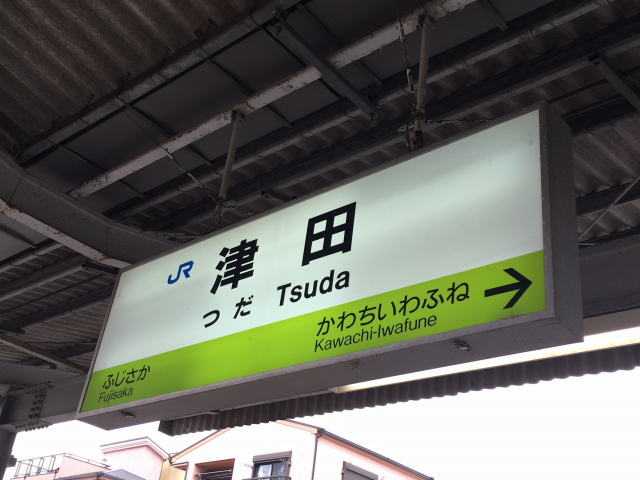 JR 津田
つだ Tsuda
ふじさか
Fujisaka
かわちいわふね
Kawachi-Iwafune